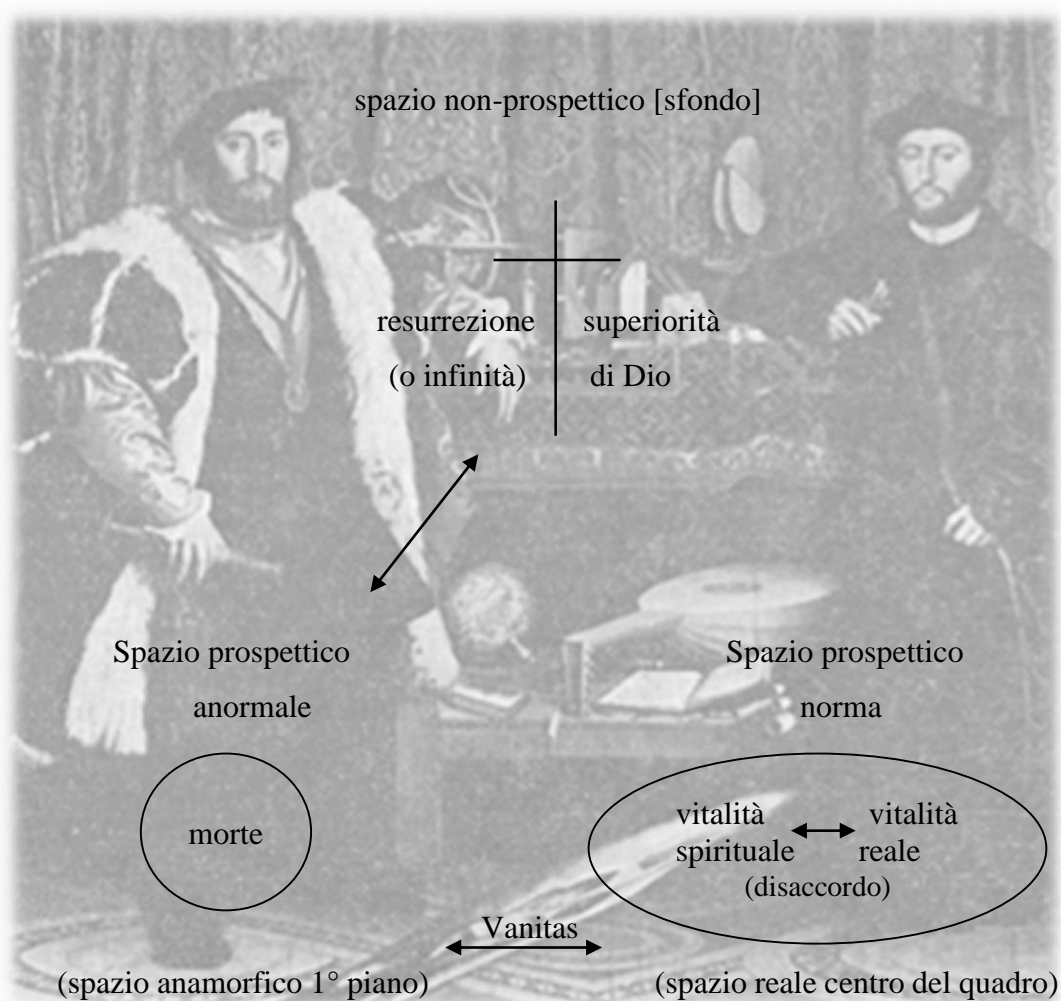 spazio non-prospettico [sfondo]
resurrezione superiorità
(o infinità) di Dio
Spazio prospettico Spazio prospettico
anormale norma
vitalità vitalità
morte
spirituale reale
(disaccordo)
Vanitas
(spazio anamorfico 1° piano) (spazio reale centro del quadro)